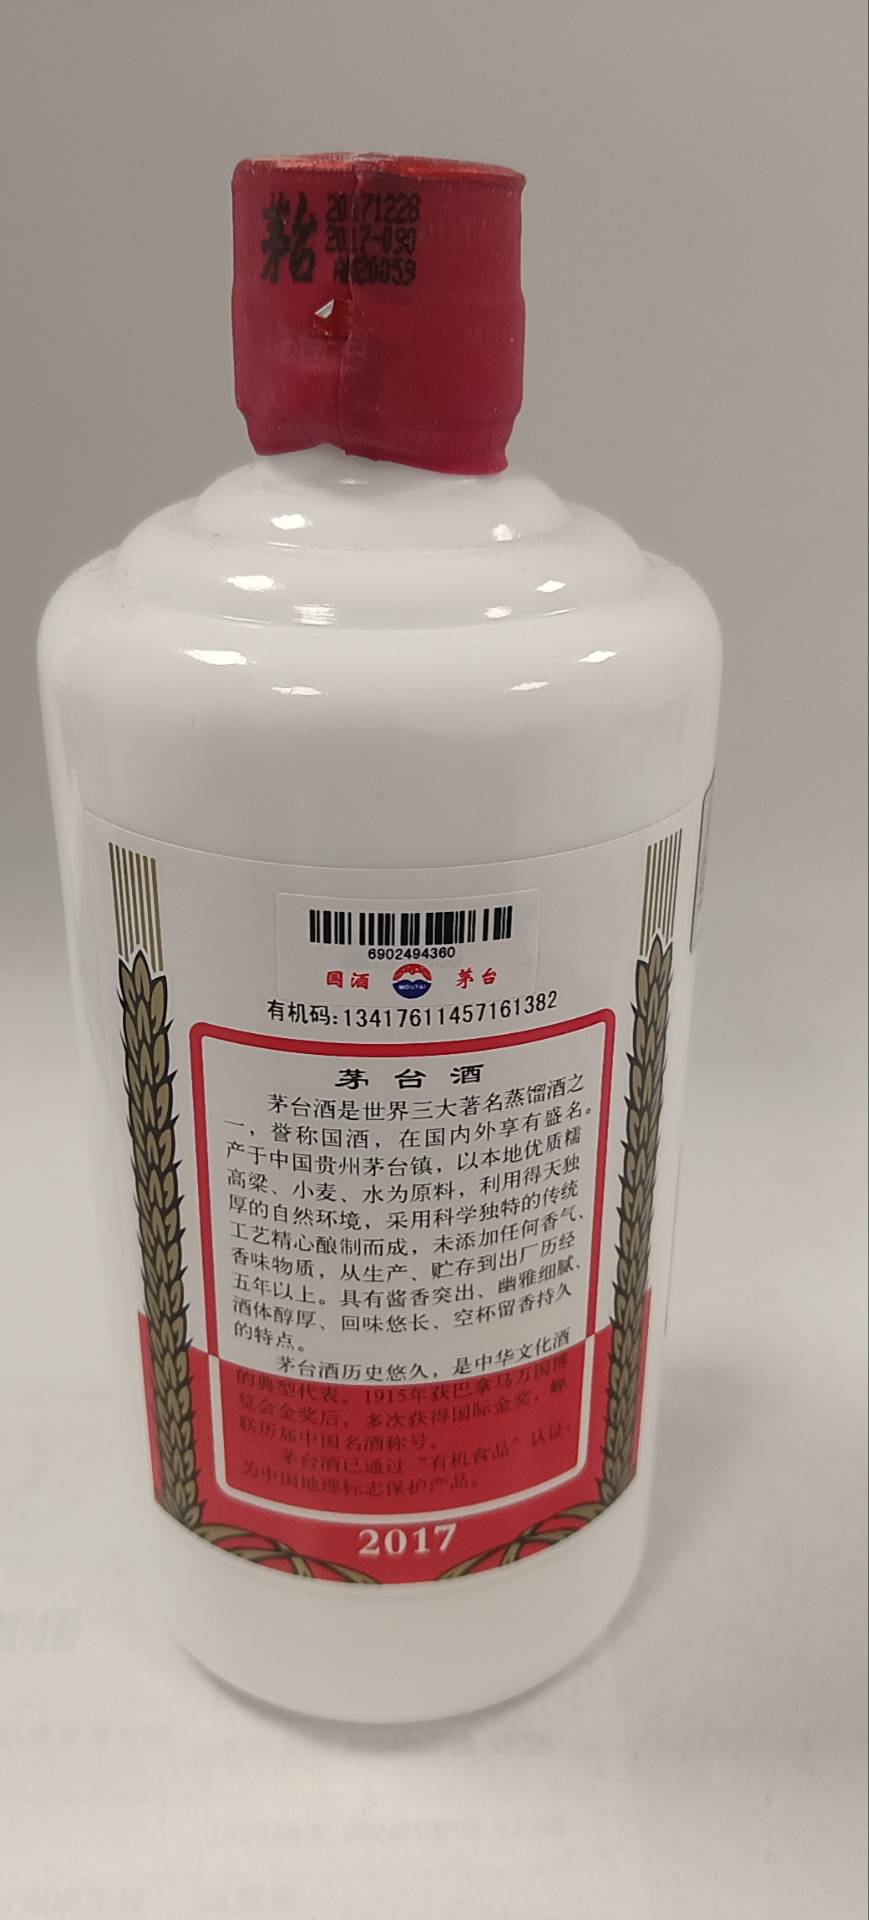 茅台
20171226
2017-090
6902494360
国酒 MOUTAI 茅台
有机码:13417611457161382
茅台酒
茅台酒是世界三大著名蒸馏酒之
一，誉称国酒，在国内外享有盛名。
产于中国贵州茅台镇，以本地优质糯
高粱、小麦、水为原料，利用得天独
厚的自然环境，采用科学独特的传统
工艺精心酿制而成，未添加任何香气、
香味物质，从生产、贮存到出厂历经
五年以上。具有酱香突出、幽雅细腻、
酒体醇厚、回味悠长、空杯留香持久
的特点。
茅台酒历史悠久，是中华文化酒
的典型代表。1915年获巴拿马万国博
览会金奖后，多次获得国际金奖，蝉
联历届中国名酒称号。
茅台酒已通过“有机食品”认证，
为中国地理标志保护产品。
2017